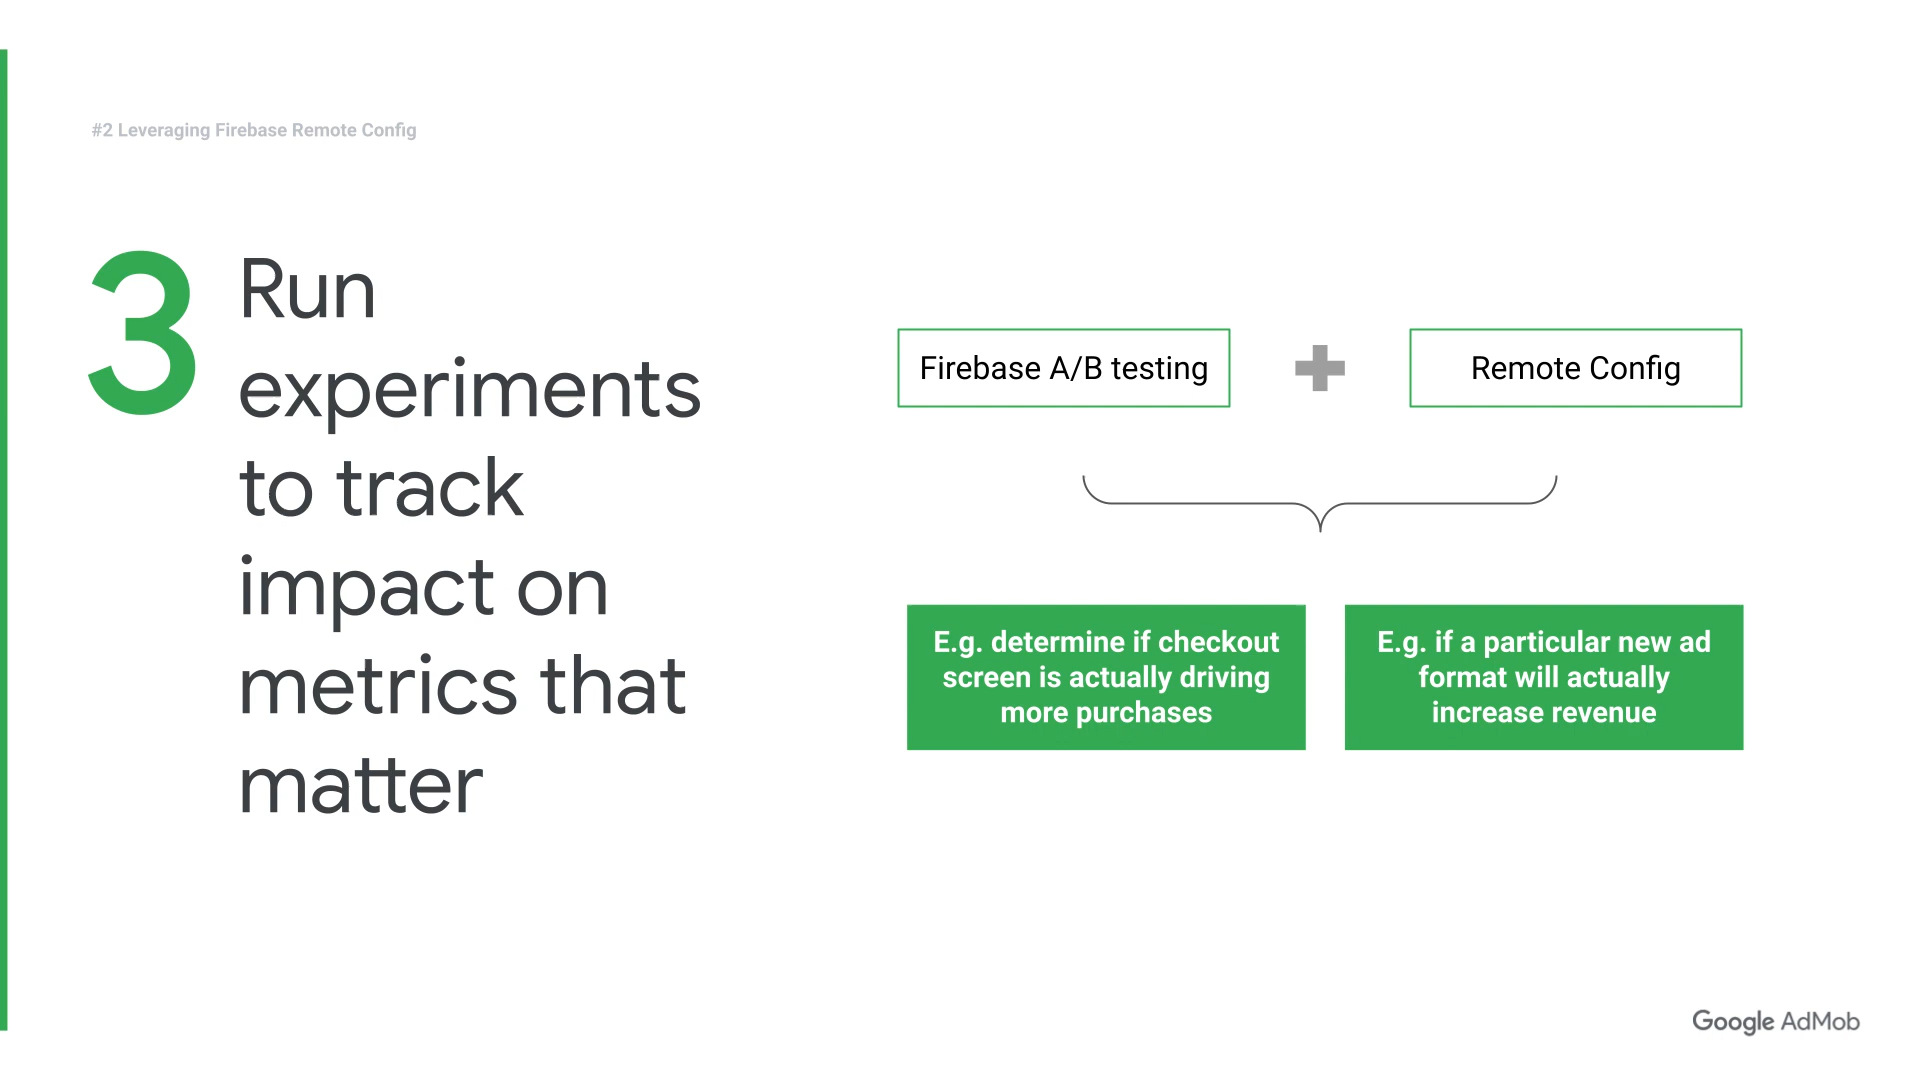 #2 Leveraging Firebase Remote Config
3
Run
experiments
to track
impact on
metrics that
matter
Firebase A/B testing
Remote Config
E.g. determine if checkout
screen is actually driving
more purchases
E.g. if a particular new ad
format will actually
increase revenue
Google AdMob